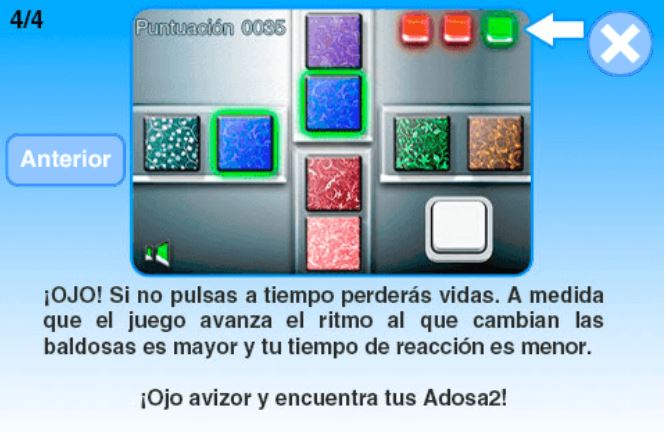 4/4
Puntuación 0035
Anterior
¡OJO! Si no pulsas a tiempo perderás vidas. A medida
que el juego avanza el ritmo al que cambian las
baldosas es mayor y tu tiempo de reacción es menor.
¡Ojo avizor y encuentra tus Adosa2!